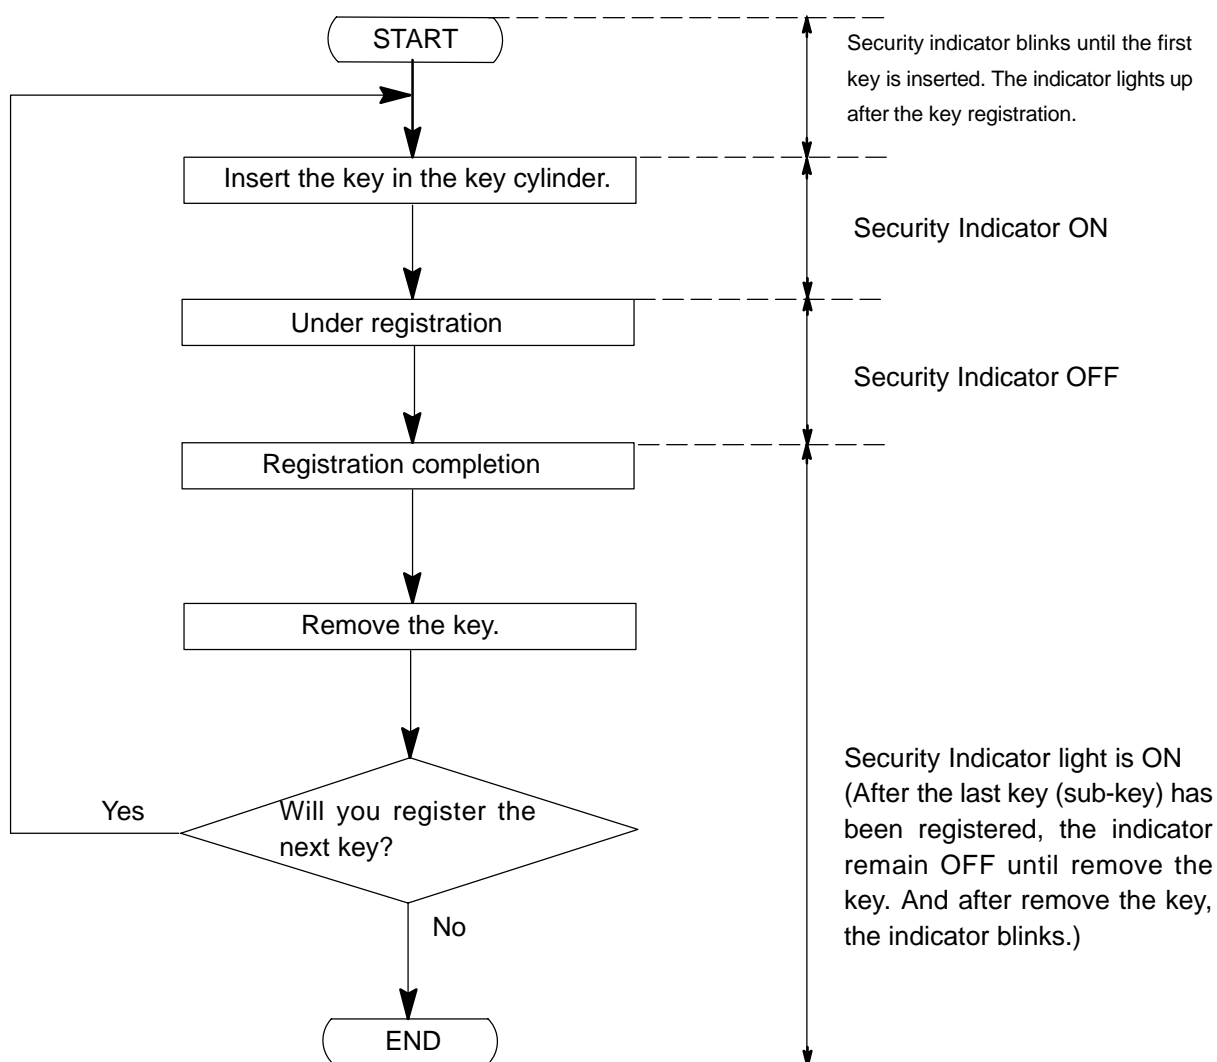 START
Security indicator blinks until the first
key is inserted. The indicator lights up
after the key registration.
Insert the key in the key cylinder.
Security Indicator ON
Under registration
Security Indicator OFF
Registration completion
Remove the key.
Yes
Will you register the
next key?
No
Security Indicator light is ON
(After the last key (sub-key) has
been registered, the indicator
remain OFF until remove the
key. And after remove the key,
the indicator blinks.)
END